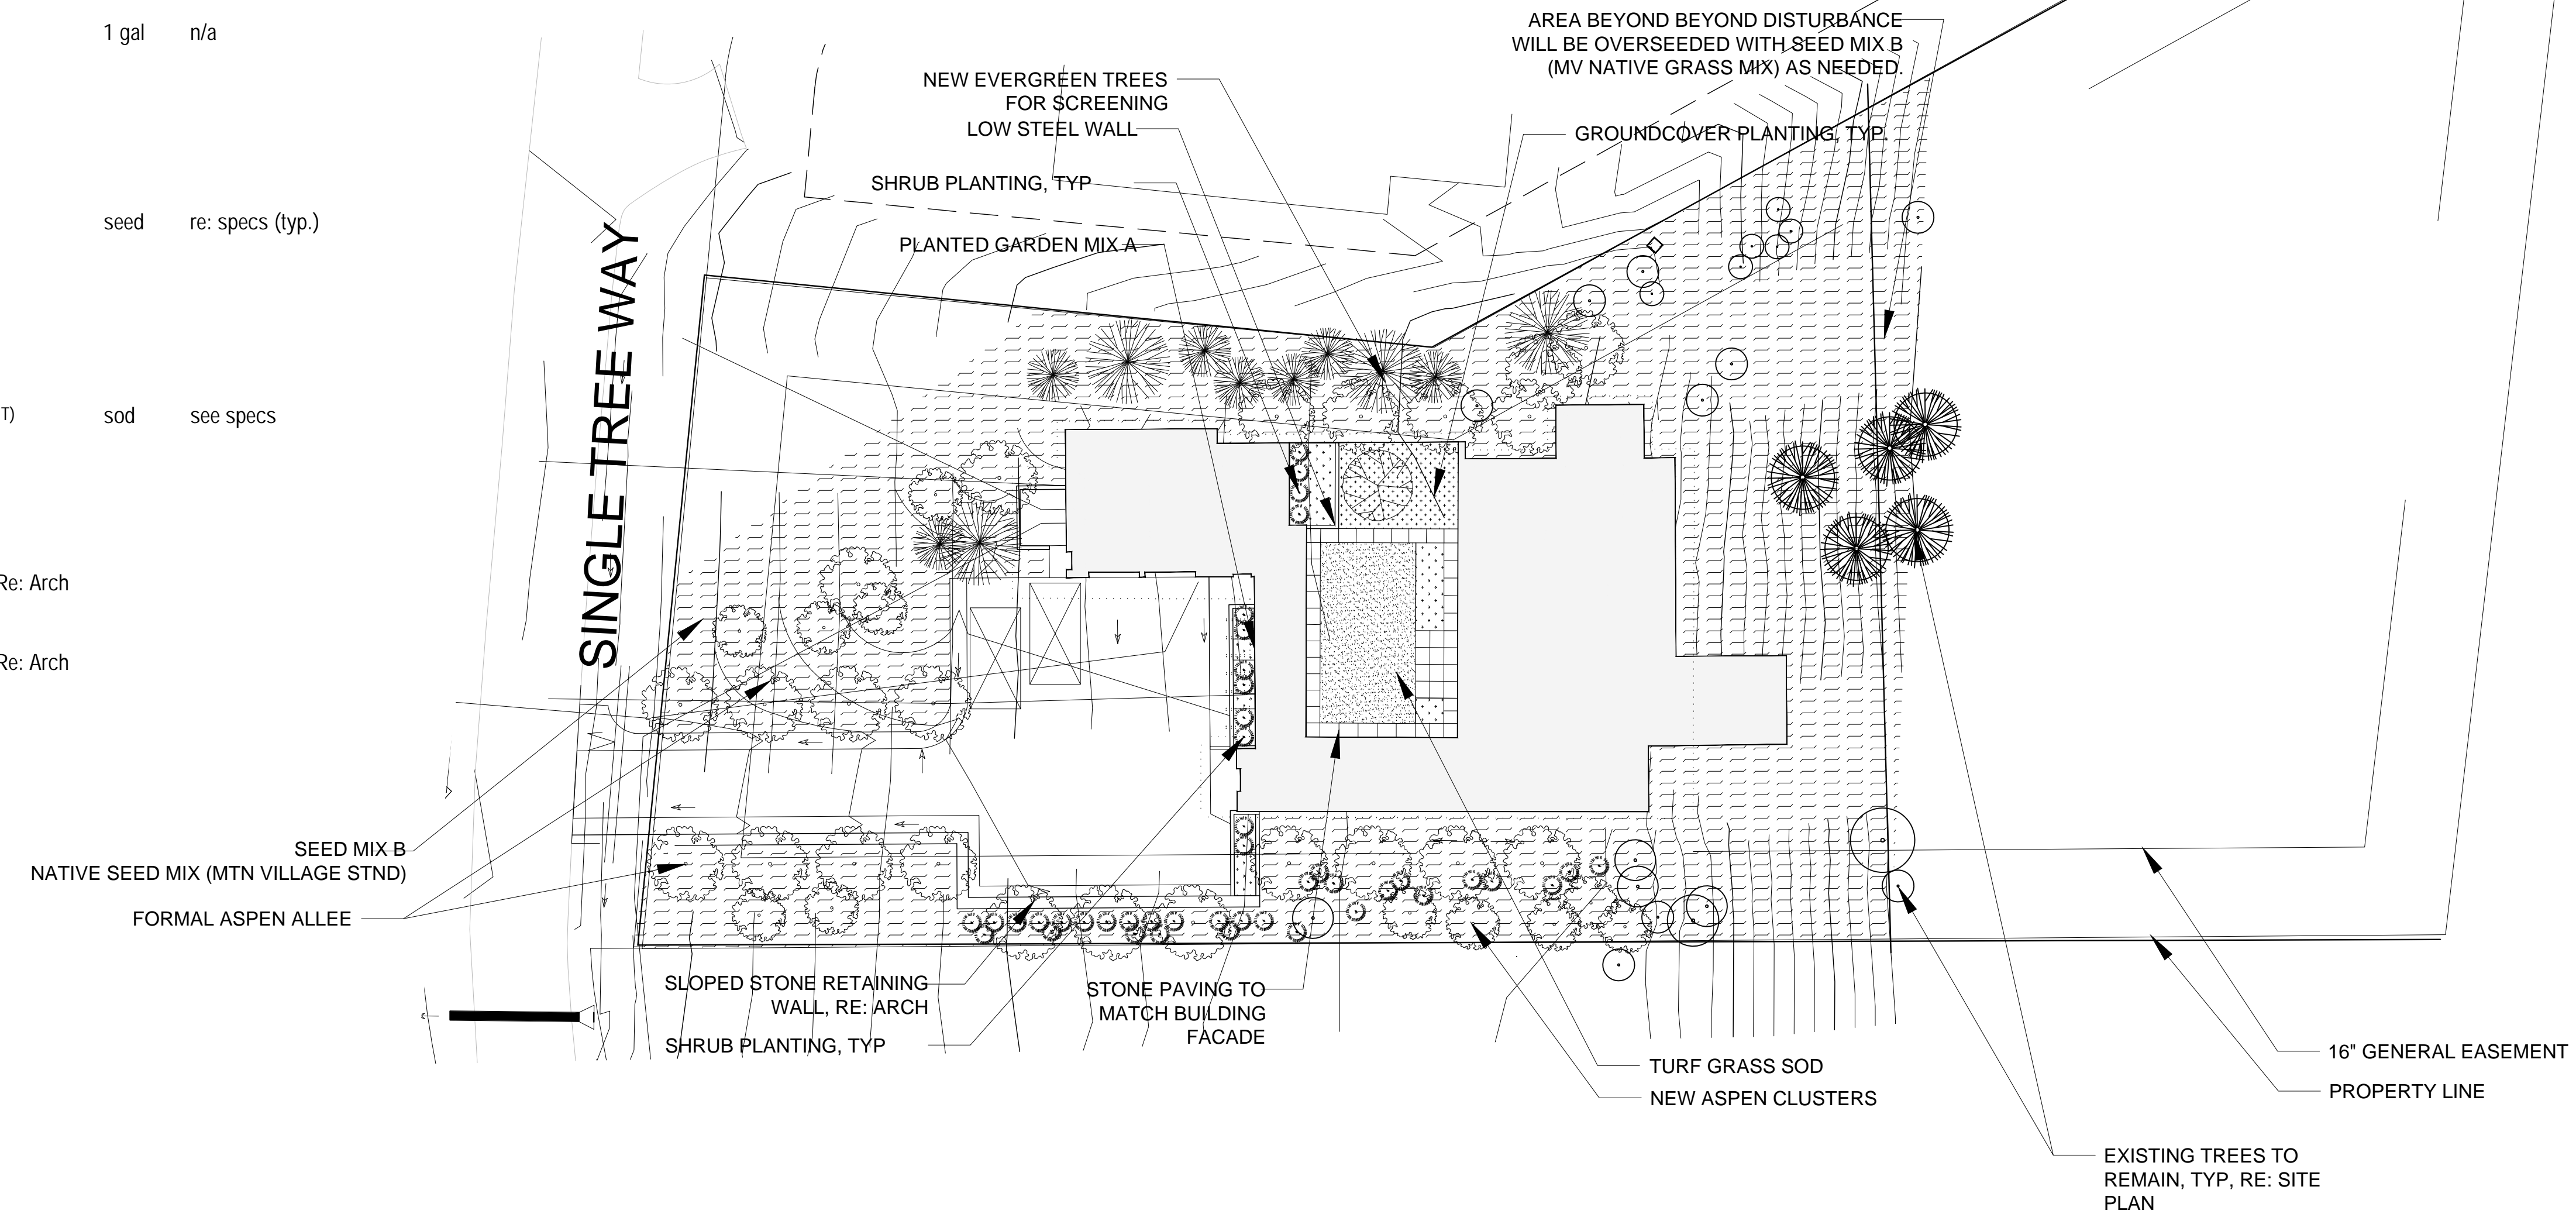 1 gal n/a
seed re: specs (typ.)
T) sod see specs
Re: Arch
Re: Arch
SINGLE TREE WAY
NEW EVERGREEN TREES
FOR SCREENING
LOW STEEL WALL
SHRUB PLANTING, TYP
PLANTED GARDEN MIX A
AREA BEYOND BEYOND DISTURBANCE
WILL BE OVERSEEDED WITH SEED MIX B
(MV NATIVE GRASS MIX) AS NEEDED.
GROUNDCOVER PLANTING, TYP.
SEED MIX B
NATIVE SEED MIX (MTN VILLAGE STND)
FORMAL ASPEN ALLEE
SLOPED STONE RETAINING
WALL, RE: ARCH
SHRUB PLANTING, TYP
STONE PAVING TO
MATCH BUILDING
FACADE
TURF GRASS SOD
NEW ASPEN CLUSTERS
16" GENERAL EASEMENT
PROPERTY LINE
EXISTING TREES TO
REMAIN, TYP, RE: SITE
PLAN